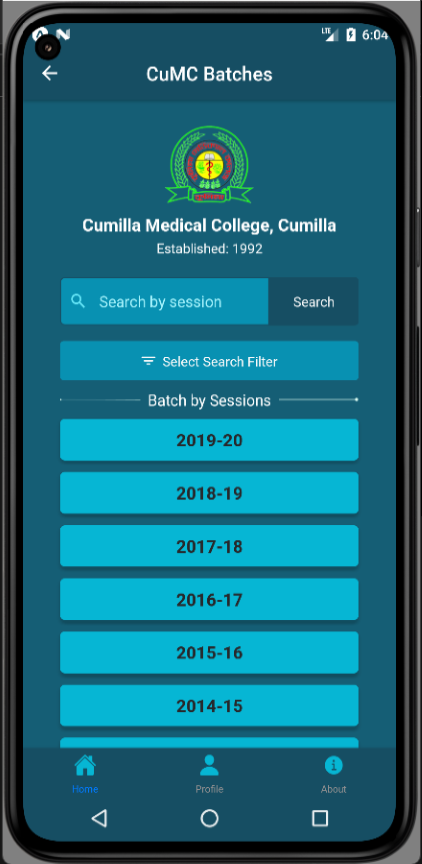 LTE 6:04
CuMC Batches
Cumilla Medical College, Cumilla
Established: 1992
Search by session
Search
Select Search Filter
Batch by Sessions
2019-20
2018-19
2017-18
2016-17
2015-16
2014-15
Home
Profile
About